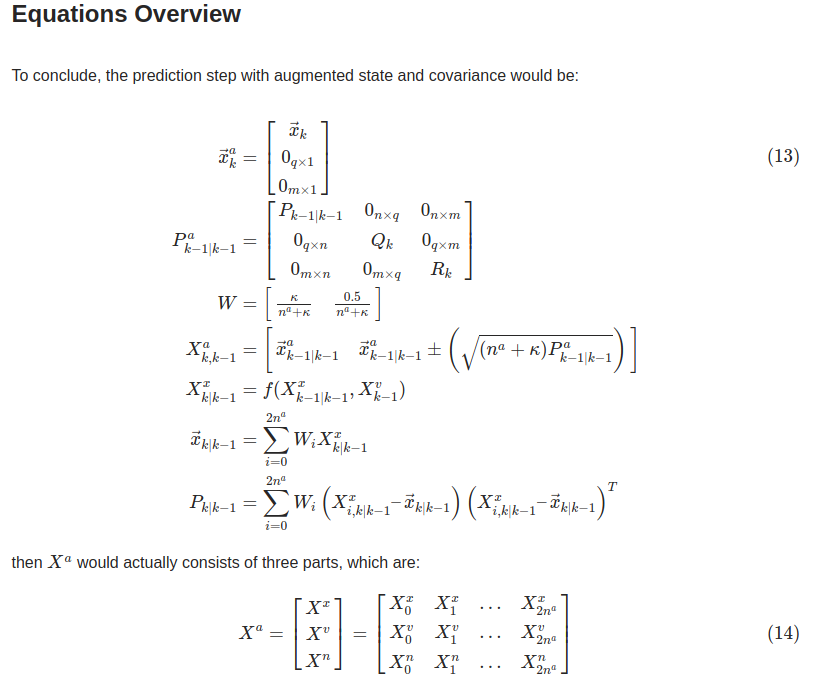 Equations Overview
To conclude, the prediction step with augmented state and covariance would be:
$\vec{x}_k^a = \begin{bmatrix} \vec{x}_k \\ 0_{q\times 1} \\ 0_{m\times 1} \end{bmatrix}$ (13)
$P_{k-1|k-1}^a = \begin{bmatrix} P_{k-1|k-1} & 0_{n\times q} & 0_{n\times m} \\ 0_{q\times n} & Q_k & 0_{q\times m} \\ 0_{m\times n} & 0_{m\times q} & R_k \end{bmatrix}$
$W = \begin{bmatrix} \frac{\kappa}{n^a+\kappa} & \frac{0.5}{n^a+\kappa} \end{bmatrix}$
$X_{k,k-1}^a = \begin{bmatrix} \vec{x}_{k-1|k-1}^a & \vec{x}_{k-1|k-1}^a \pm \left( \sqrt{(n^a+\kappa)P_{k-1|k-1}^a} \right) \end{bmatrix}$
$X_{k|k-1}^x = f(X_{k-1|k-1}^x, X_{k-1}^v)$
$\vec{x}_{k|k-1} = \sum_{i=0}^{2n^a} W_i X_{k|k-1}^x$
$P_{k|k-1} = \sum_{i=0}^{2n^a} W_i \left( X_{i,k|k-1}^x - \vec{x}_{k|k-1} \right) \left( X_{i,k|k-1}^x - \vec{x}_{k|k-1} \right)^T$
then $X^a$ would actually consists of three parts, which are:
$X^a = \begin{bmatrix} X^x \\ X^v \\ X^n \end{bmatrix} = \begin{bmatrix} X_0^x & X_1^x & \dots & X_{2n^a}^x \\ X_0^v & X_1^v & \dots & X_{2n^a}^v \\ X_0^n & X_1^n & \dots & X_{2n^a}^n \end{bmatrix}$ (14)